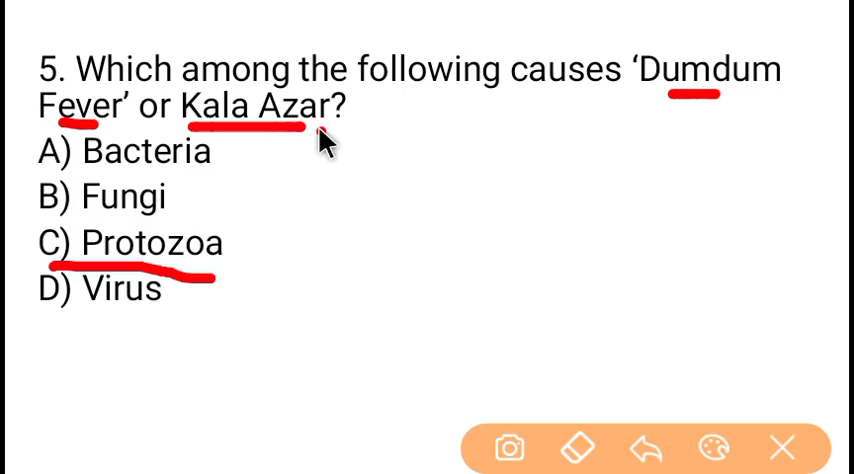 5. Which among the following causes ‘Dumdum
Fever’ or Kala Azar?
A) Bacteria
B) Fungi
C) Protozoa
D) Virus